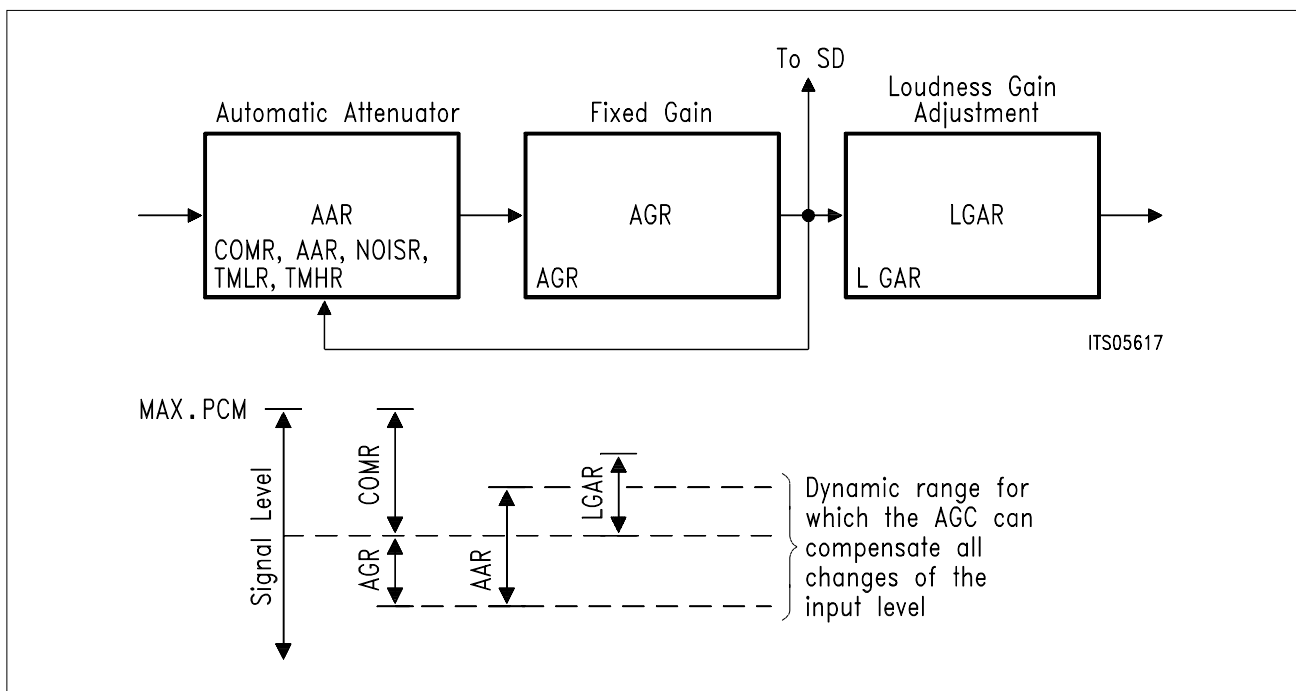 To SD
Automatic Attenuator
Fixed Gain
Loudness Gain
Adjustment
AAR
COMR, AAR, NOISR,
TMLR, TMHR
AGR
AGR
LGAR
L GAR
ITS05617
MAX.PCM
Signal Level
COMR
AGR
AAR
LGAR
Dynamic range for
which the AGC can
compensate all
changes of the
input level